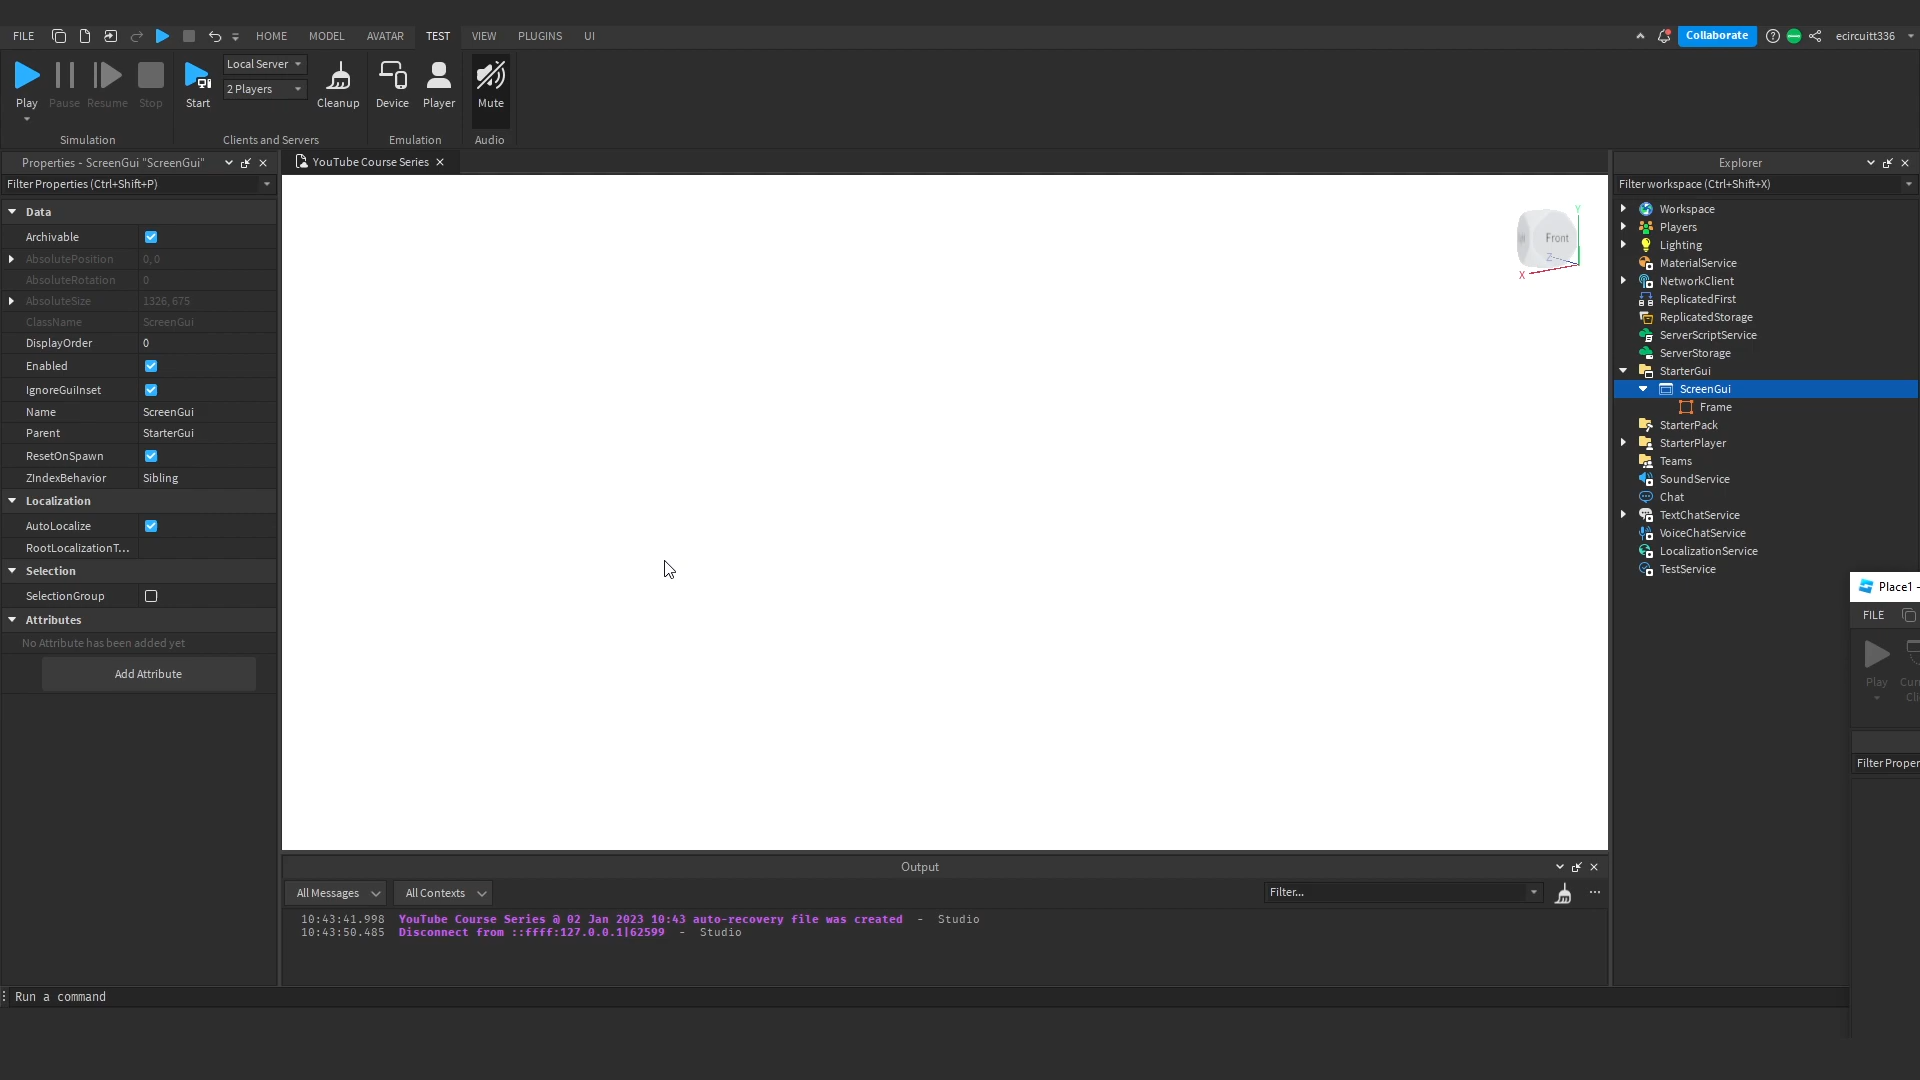 FILE HOME MODEL AVATAR TEST VIEW PLUGINS UI Collaborate ecircuitt336
Local Server
2 Players
Play Pause Resume Stop Start Cleanup Device Player Mute
Simulation Clients and Servers Emulation Audio
Properties - ScreenGui "ScreenGui"
Filter Properties (Ctrl+Shift+P)
Data
Archivable
AbsolutePosition 0, 0
AbsoluteRotation 0
AbsoluteSize 1326, 675
ClassName ScreenGui
DisplayOrder 0
Enabled
IgnoreGuiInset
Name ScreenGui
Parent StarterGui
ResetOnSpawn
ZIndexBehavior Sibling
Localization
AutoLocalize
RootLocalizationT...
Selection
SelectionGroup
Attributes
No Attribute has been added yet
Add Attribute
YouTube Course Series
Y
Front
Z
X
Output
All Messages All Contexts Filter...
10:43:41.998 YouTube Course Series @ 02 Jan 2023 10:43 auto-recovery file was created - Studio
10:43:50.485 Disconnect from ::ffff:127.0.0.1|62599 - Studio
Run a command
Explorer
Filter workspace (Ctrl+Shift+X)
Workspace
Players
Lighting
MaterialService
NetworkClient
ReplicatedFirst
ReplicatedStorage
ServerScriptService
ServerStorage
StarterGui
ScreenGui
Frame
StarterPack
StarterPlayer
Teams
SoundService
Chat
TextChatService
VoiceChatService
LocalizationService
TestService
Place1 -
FILE
Play Curr
Cli
Filter Proper